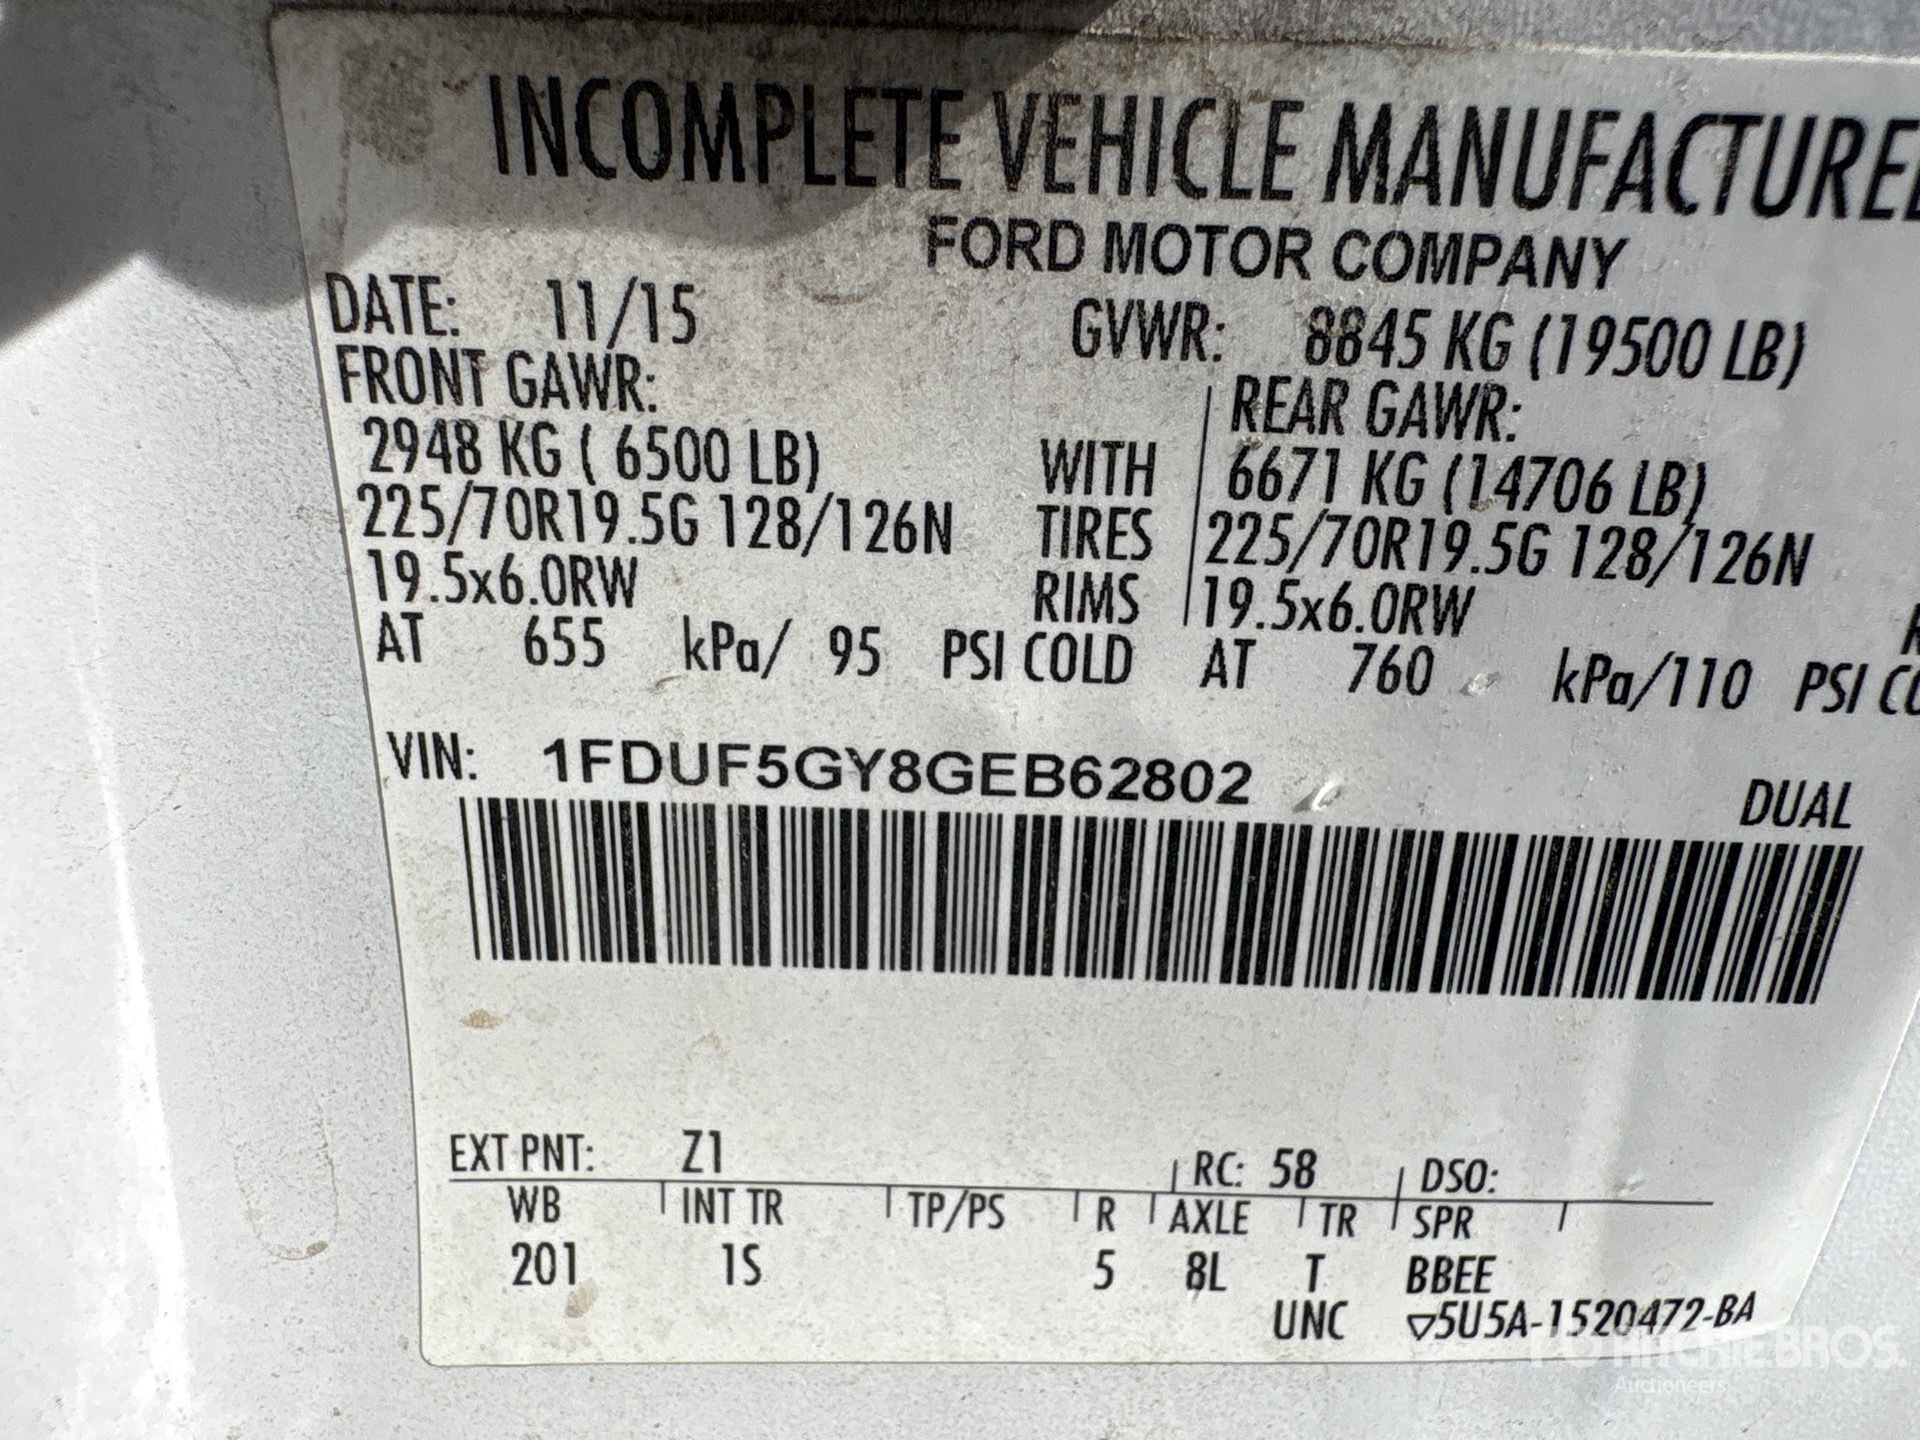 INCOMPLETE VEHICLE MANUFACTURED
FORD MOTOR COMPANY
DATE: 11/15 GVWR: 8845 KG (19500 LB)
FRONT GAWR: REAR GAWR:
2948 KG ( 6500 LB) WITH 6671 KG (14706 LB)
225/70R19.5G 128/126N TIRES 225/70R19.5G 128/126N
19.5x6.0RW RIMS 19.5x6.0RW
AT 655 kPa/ 95 PSI COLD AT 760 kPa/110 PSI CO
VIN: 1FDUF5GY8GEB62802
DUAL
EXT PNT: Z1 RC: 58 DSO:
WB INT TR TP/PS R AXLE TR SPR
201 1S 5 8L T BBEE
UNC ▽5U5A-1520472-BA
RITCHIE BROS.
Auctioneers